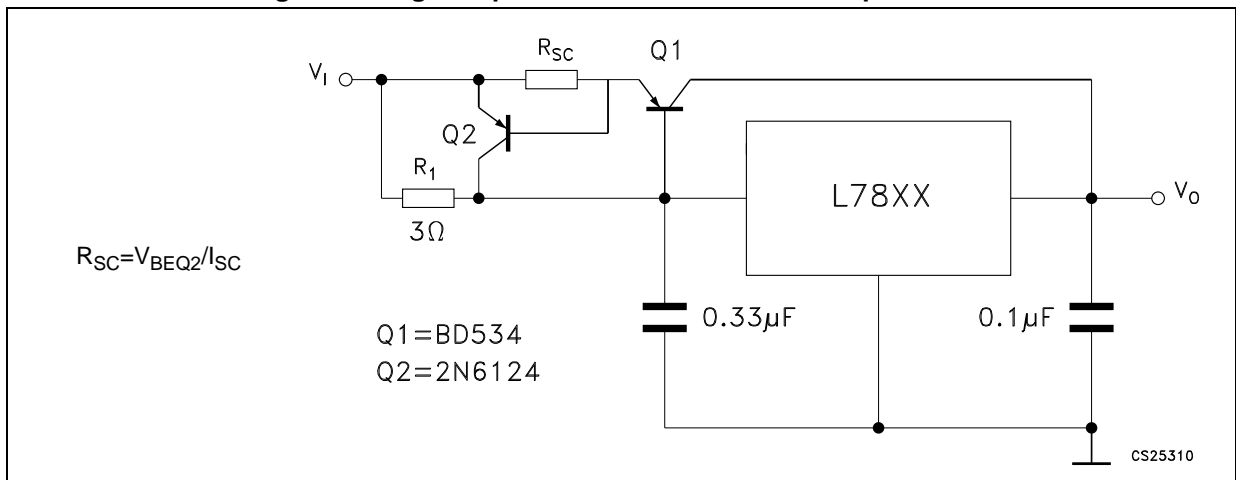 R_SC
Q1
V_I
Q2
R_1
3Ω
L78XX
V_O
R_SC=V_BEQ2/I_SC
0.33μF
0.1μF
Q1=BD534
Q2=2N6124
CS25310